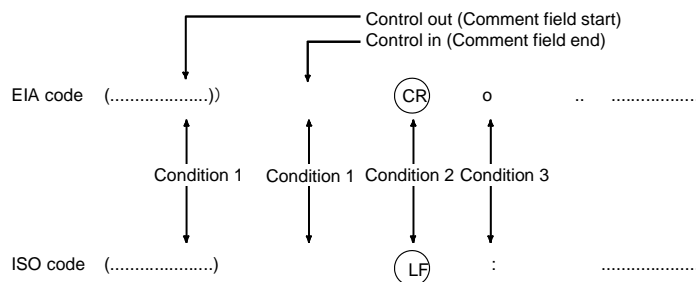 Control out (Comment field start)
Control in (Comment field end)
EIA code (....................)) CR o .. .................
Condition 1 Condition 1 Condition 2 Condition 3
ISO code (.....................) LF : ..................